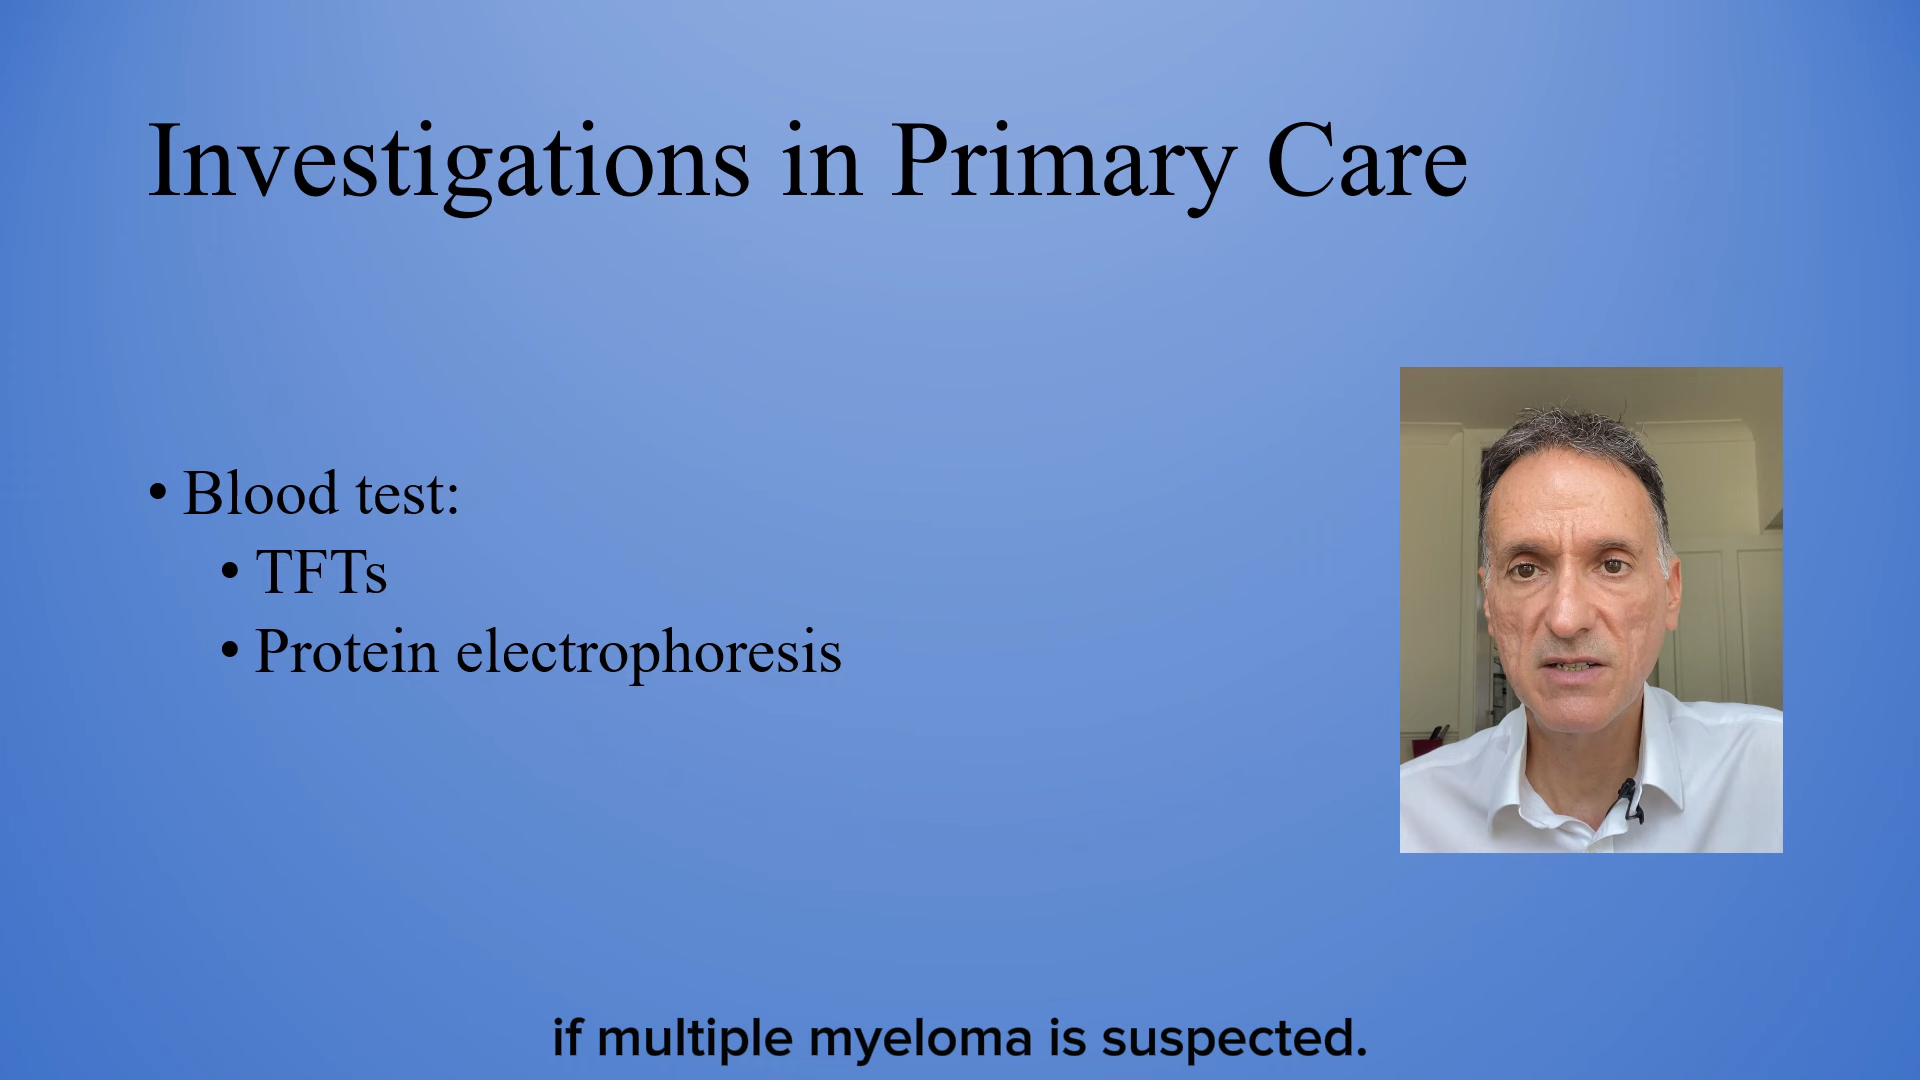 Investigations in Primary Care
• Blood test:
• TFTs
• Protein electrophoresis
if multiple myeloma is suspected.